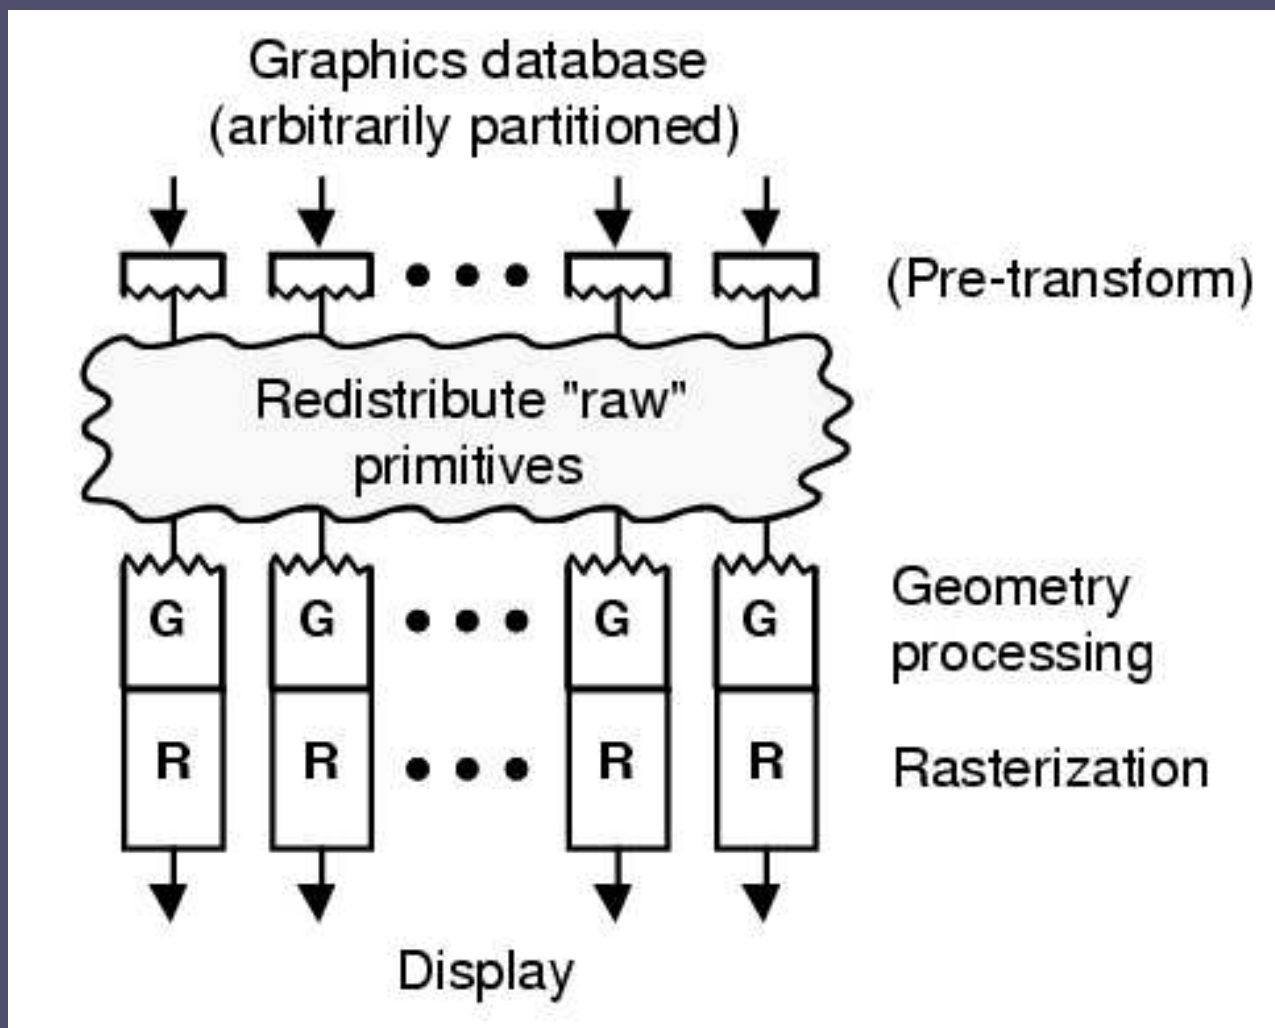 Graphics database
(arbitrarily partitioned)
(Pre-transform)
Redistribute "raw"
primitives
G G G G
Geometry
processing
R R R R
Rasterization
Display